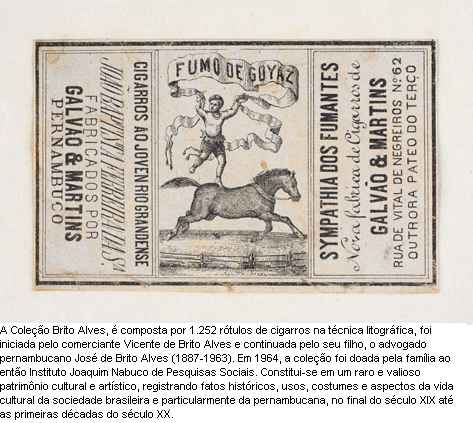 CIGARROS AO JOVEN RIO GRANDENSE
JOÃO BAPTISTA
FABRICADOS POR
GALVAO & MARTINS
PERNAMBUCO
FUMO DE GOYAZ
SYMPATHIA DOS FUMANTES
Nova fabrica de Cigarros de
GALVÃO & MARTINS
RUA DE VITAL DE NEGREIROS Nº 62
OUTRORA PATEO DO TERÇO
A Coleção Brito Alves, é composta por 1.252 rótulos de cigarros na técnica litográfica, foi
iniciada pelo comerciante Vicente de Brito Alves e continuada pelo seu filho, o advogado
pernambucano José de Brito Alves (1887-1963). Em 1964, a coleção foi doada pela família ao
então Instituto Joaquim Nabuco de Pesquisas Sociais. Constitui-se em um raro e valioso
patrimônio cultural e artístico, registrando fatos históricos, usos, costumes e aspectos da vida
cultural da sociedade brasileira e particularmente da pernambucana, no final do século XIX até
as primeiras décadas do século XX.